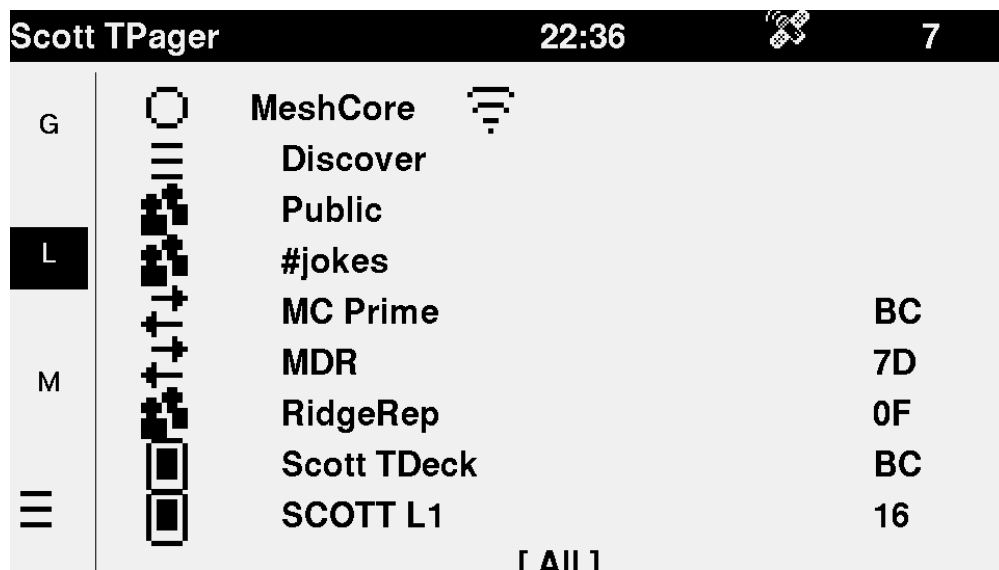 Scott TPager 22:36 7
G
MeshCore
Discover
Public
L
#jokes
MC Prime BC
MDR 7D
M
RidgeRep 0F
Scott TDeck BC
SCOTT L1 16
[ All ]